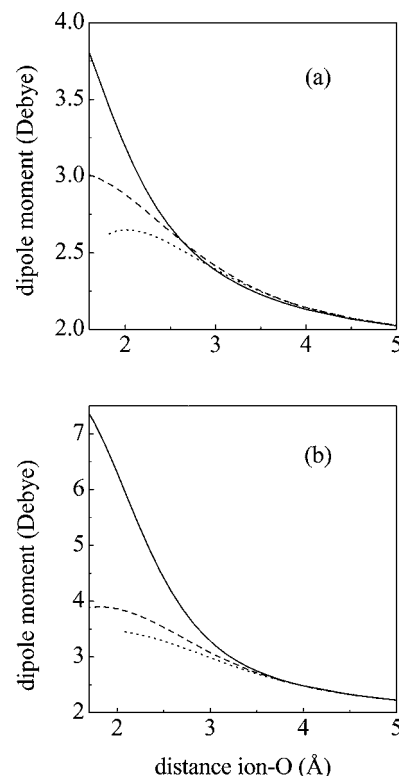 4.0
(a)
3.5
3.0
2.5
2.0
dipole moment (Debye)
2 3 4 5
7
(b)
6
5
4
3
2
dipole moment (Debye)
2 3 4 5
distance ion-O (Å)